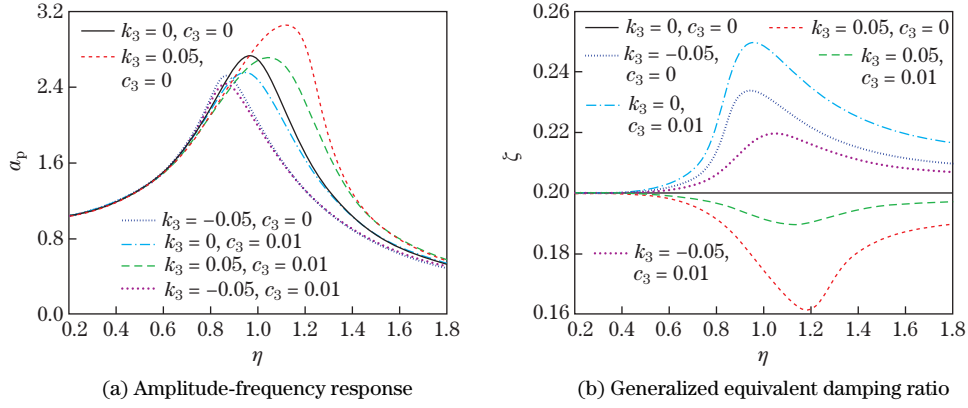 3.2
2.4
1.6
0.8
0.0
a_p
k_3 = 0, c_3 = 0
k_3 = 0.05,
c_3 = 0
k_3 = −0.05, c_3 = 0
k_3 = 0, c_3 = 0.01
k_3 = 0.05, c_3 = 0.01
k_3 = −0.05, c_3 = 0.01
0.2 0.4 0.6 0.8 1.0 1.2 1.4 1.6 1.8
η
(a) Amplitude-frequency response
0.26
0.24
0.22
0.20
0.18
0.16
ζ
k_3 = 0, c_3 = 0
k_3 = −0.05,
c_3 = 0
k_3 = 0,
c_3 = 0.01
k_3 = 0.05, c_3 = 0
k_3 = 0.05,
c_3 = 0.01
k_3 = −0.05,
c_3 = 0.01
0.2 0.4 0.6 0.8 1.0 1.2 1.4 1.6 1.8
η
(b) Generalized equivalent damping ratio